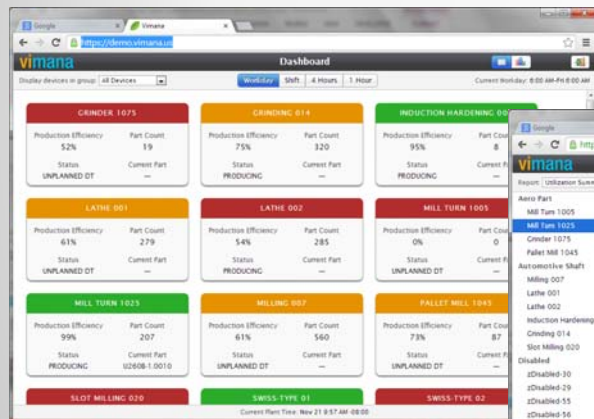 Google
Vimana
https://demo.vimana.us
vimana
Dashboard
Display devices in group: All Devices
Workday Shift 4 Hours 1 Hour
Current Workday: 6:00 AM-Fri 6:00 AM
GRINDER 1075
Production Efficiency Part Count
52% 19
Status Current Part
UNPLANNED DT —
GRINDING 014
Production Efficiency Part Count
75% 320
Status Current Part
PRODUCING —
INDUCTION HARDENING 00
Production Efficiency Part Count
95% 8
Status Current Part
PRODUCING —
LATHE 001
Production Efficiency Part Count
61% 279
Status Current Part
UNPLANNED DT —
LATHE 002
Production Efficiency Part Count
54% 285
Status Current Part
PRODUCING —
MILL TURN 1005
Production Efficiency Part Cou
0% 0
Status Current P
UNPLANNED DT —
MILL TURN 1025
Production Efficiency Part Count
99% 207
Status Current Part
PRODUCING U2608-1.0010
MILLING 007
Production Efficiency Part Count
61% 560
Status Current Part
UNPLANNED DT —
PALLET MILL 1045
Production Efficiency Part Cou
73% 87
Status Current P
UNPLANNED DT —
SLOT MILLING 020
SWISS-TYPE 01
SWISS-TYPE 02
Current Plant Time: Nov 21 9:57 AM -08:00
Google
http
vimana
Report: Utilization Summ
Aero Part
Mill Turn 1005
Mill Turn 1025
Grinder 1075
Pallet Mill 1045
Automotive Shaft
Milling 007
Lathe 001
Lathe 002
Induction Hardening
Grinding 014
Slot Milling 020
Disabled
zDisabled-30
zDisabled-29
zDisabled-55
zDisabled-56